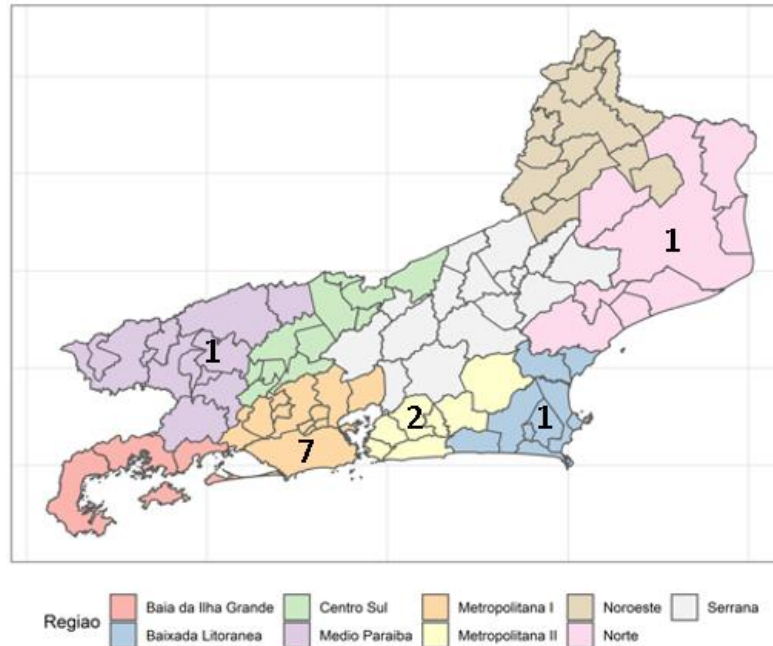 1
1
2
1
7
Regiao
Baia da Ilha Grande
Centro Sul
Metropolitana I
Noroeste
Serrana
Baixada Litoranea
Medio Paraiba
Metropolitana II
Norte